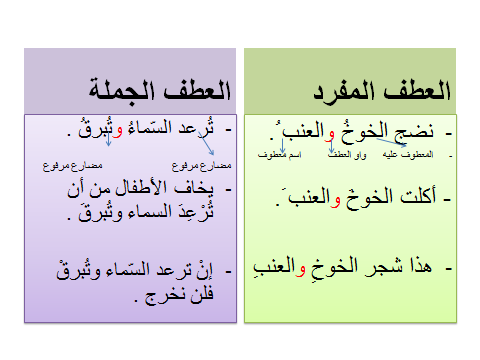 العطف المفرد
- نضج الخوخُ والعنب ُ.
- المعطوف عليه واو العطف اسم معطوف
- أكلت الخوخَ والعنب َ.
- هذا شجر الخوخِ والعنبِ
العطف الجملة
- تُرعد السّماءُ وتُبرقُ .
مضارع مرفوع مضارع مرفوع
- يخاف الأطفال من أن
تُرْعِدَ السماء وتُبرقَ .
- إنْ ترعد السّماء وتُبرقْ
فلن نخرج .